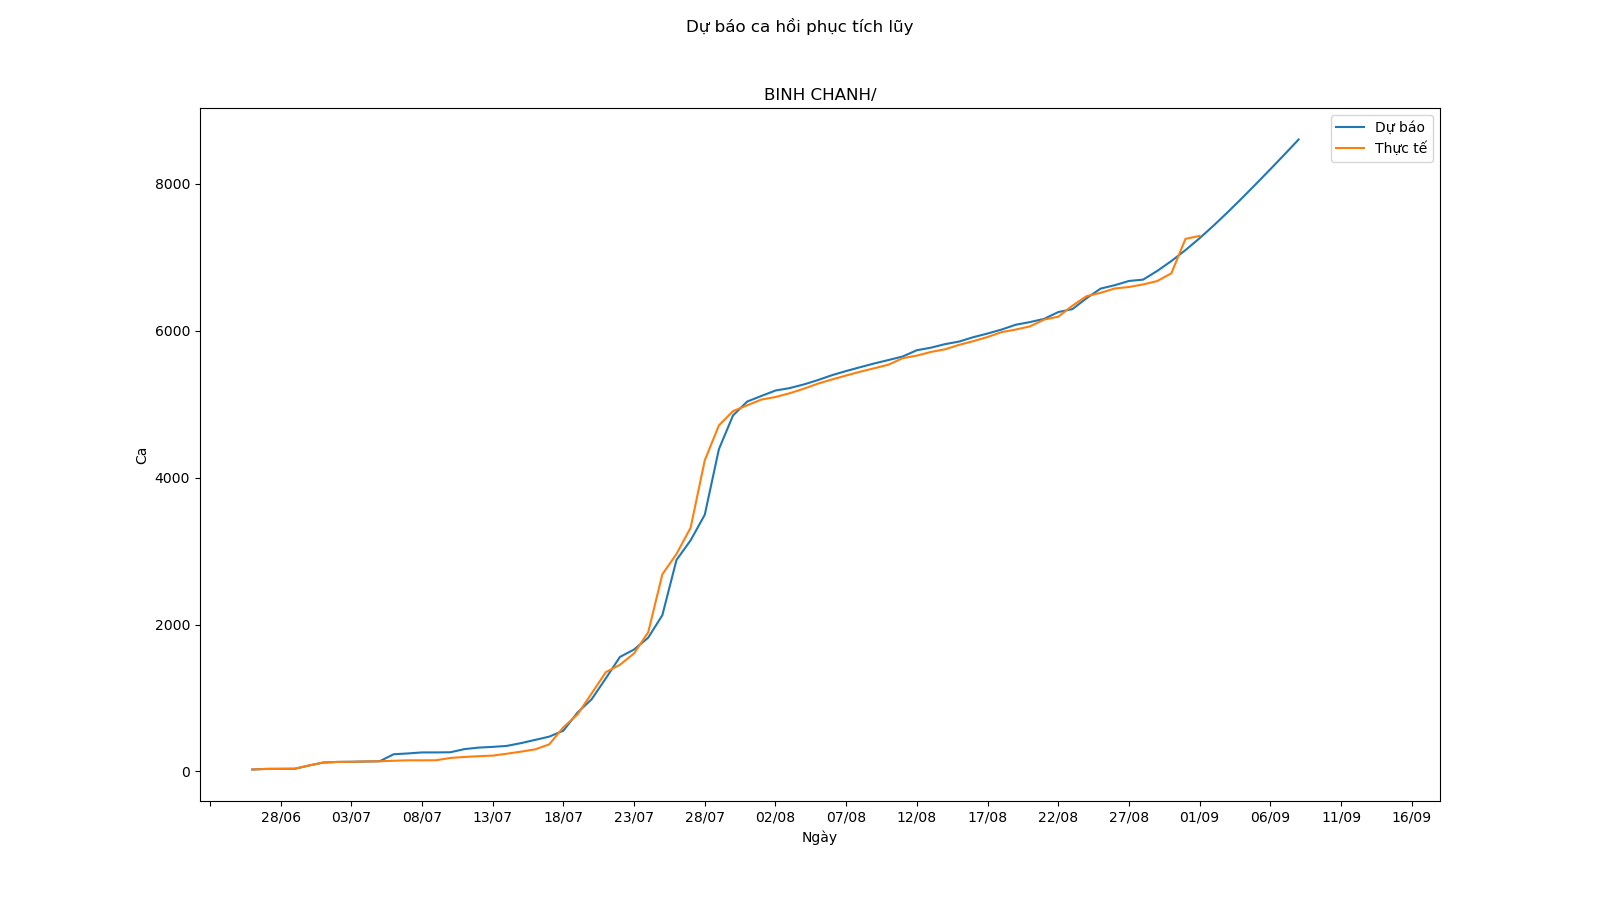 Dự báo ca hồi phục tích lũy
BINH CHANH/
Dự báo
Thực tế
8000
6000
4000
2000
0
Ca
28/06 03/07 08/07 13/07 18/07 23/07 28/07 02/08 07/08 12/08 17/08 22/08 27/08 01/09 06/09 11/09 16/09
Ngày